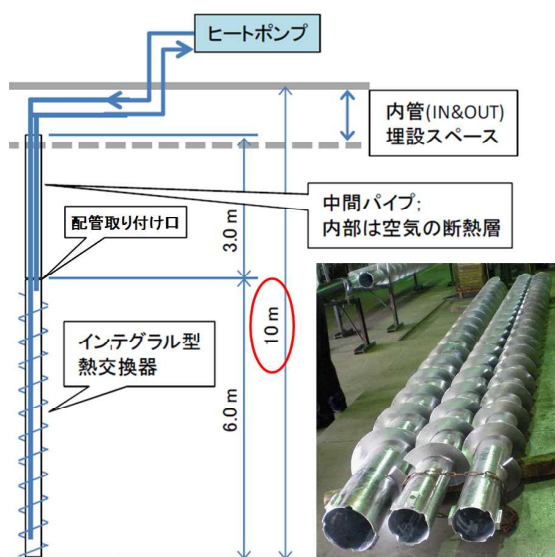 ヒートポンプ
内管(IN&OUT)
埋設スペース
中間パイプ;
内部は空気の断熱層
配管取り付け口
3.0 m
10 m
インテグラル型
熱交換器
6.0 m